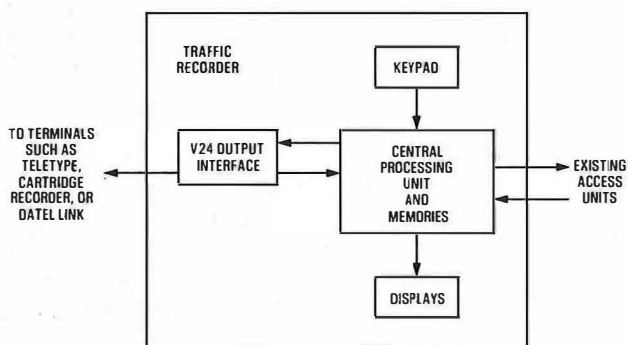 TRAFFIC
RECORDER
KEYPAD
TO TERMINALS
SUCH AS
TELETYPE,
CARTRIDGE
RECORDER, OR
DATEL LINK
V24 OUTPUT
INTERFACE
CENTRAL
PROCESSING
UNIT
AND
MEMORIES
EXISTING
ACCESS
UNITS
DISPLAYS